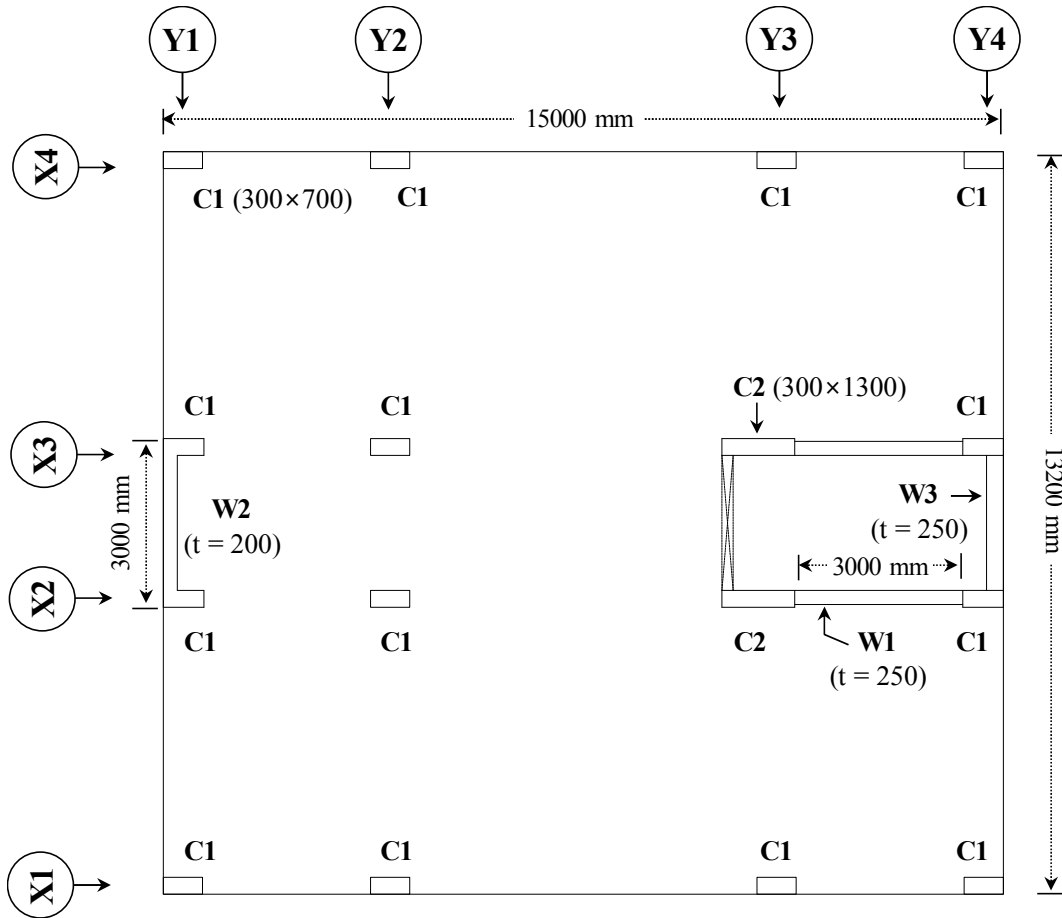 Y1
Y2
Y3
Y4
15000 mm
X4
C1 (300×700)
C1
C1
C1
C1
C1
C2 (300×1300)
C1
X3
3000 mm
W2
(t = 200)
W3
(t = 250)
13200 mm
3000 mm
X2
C1
C1
C2
W1
(t = 250)
C1
C1
C1
C1
C1
X1